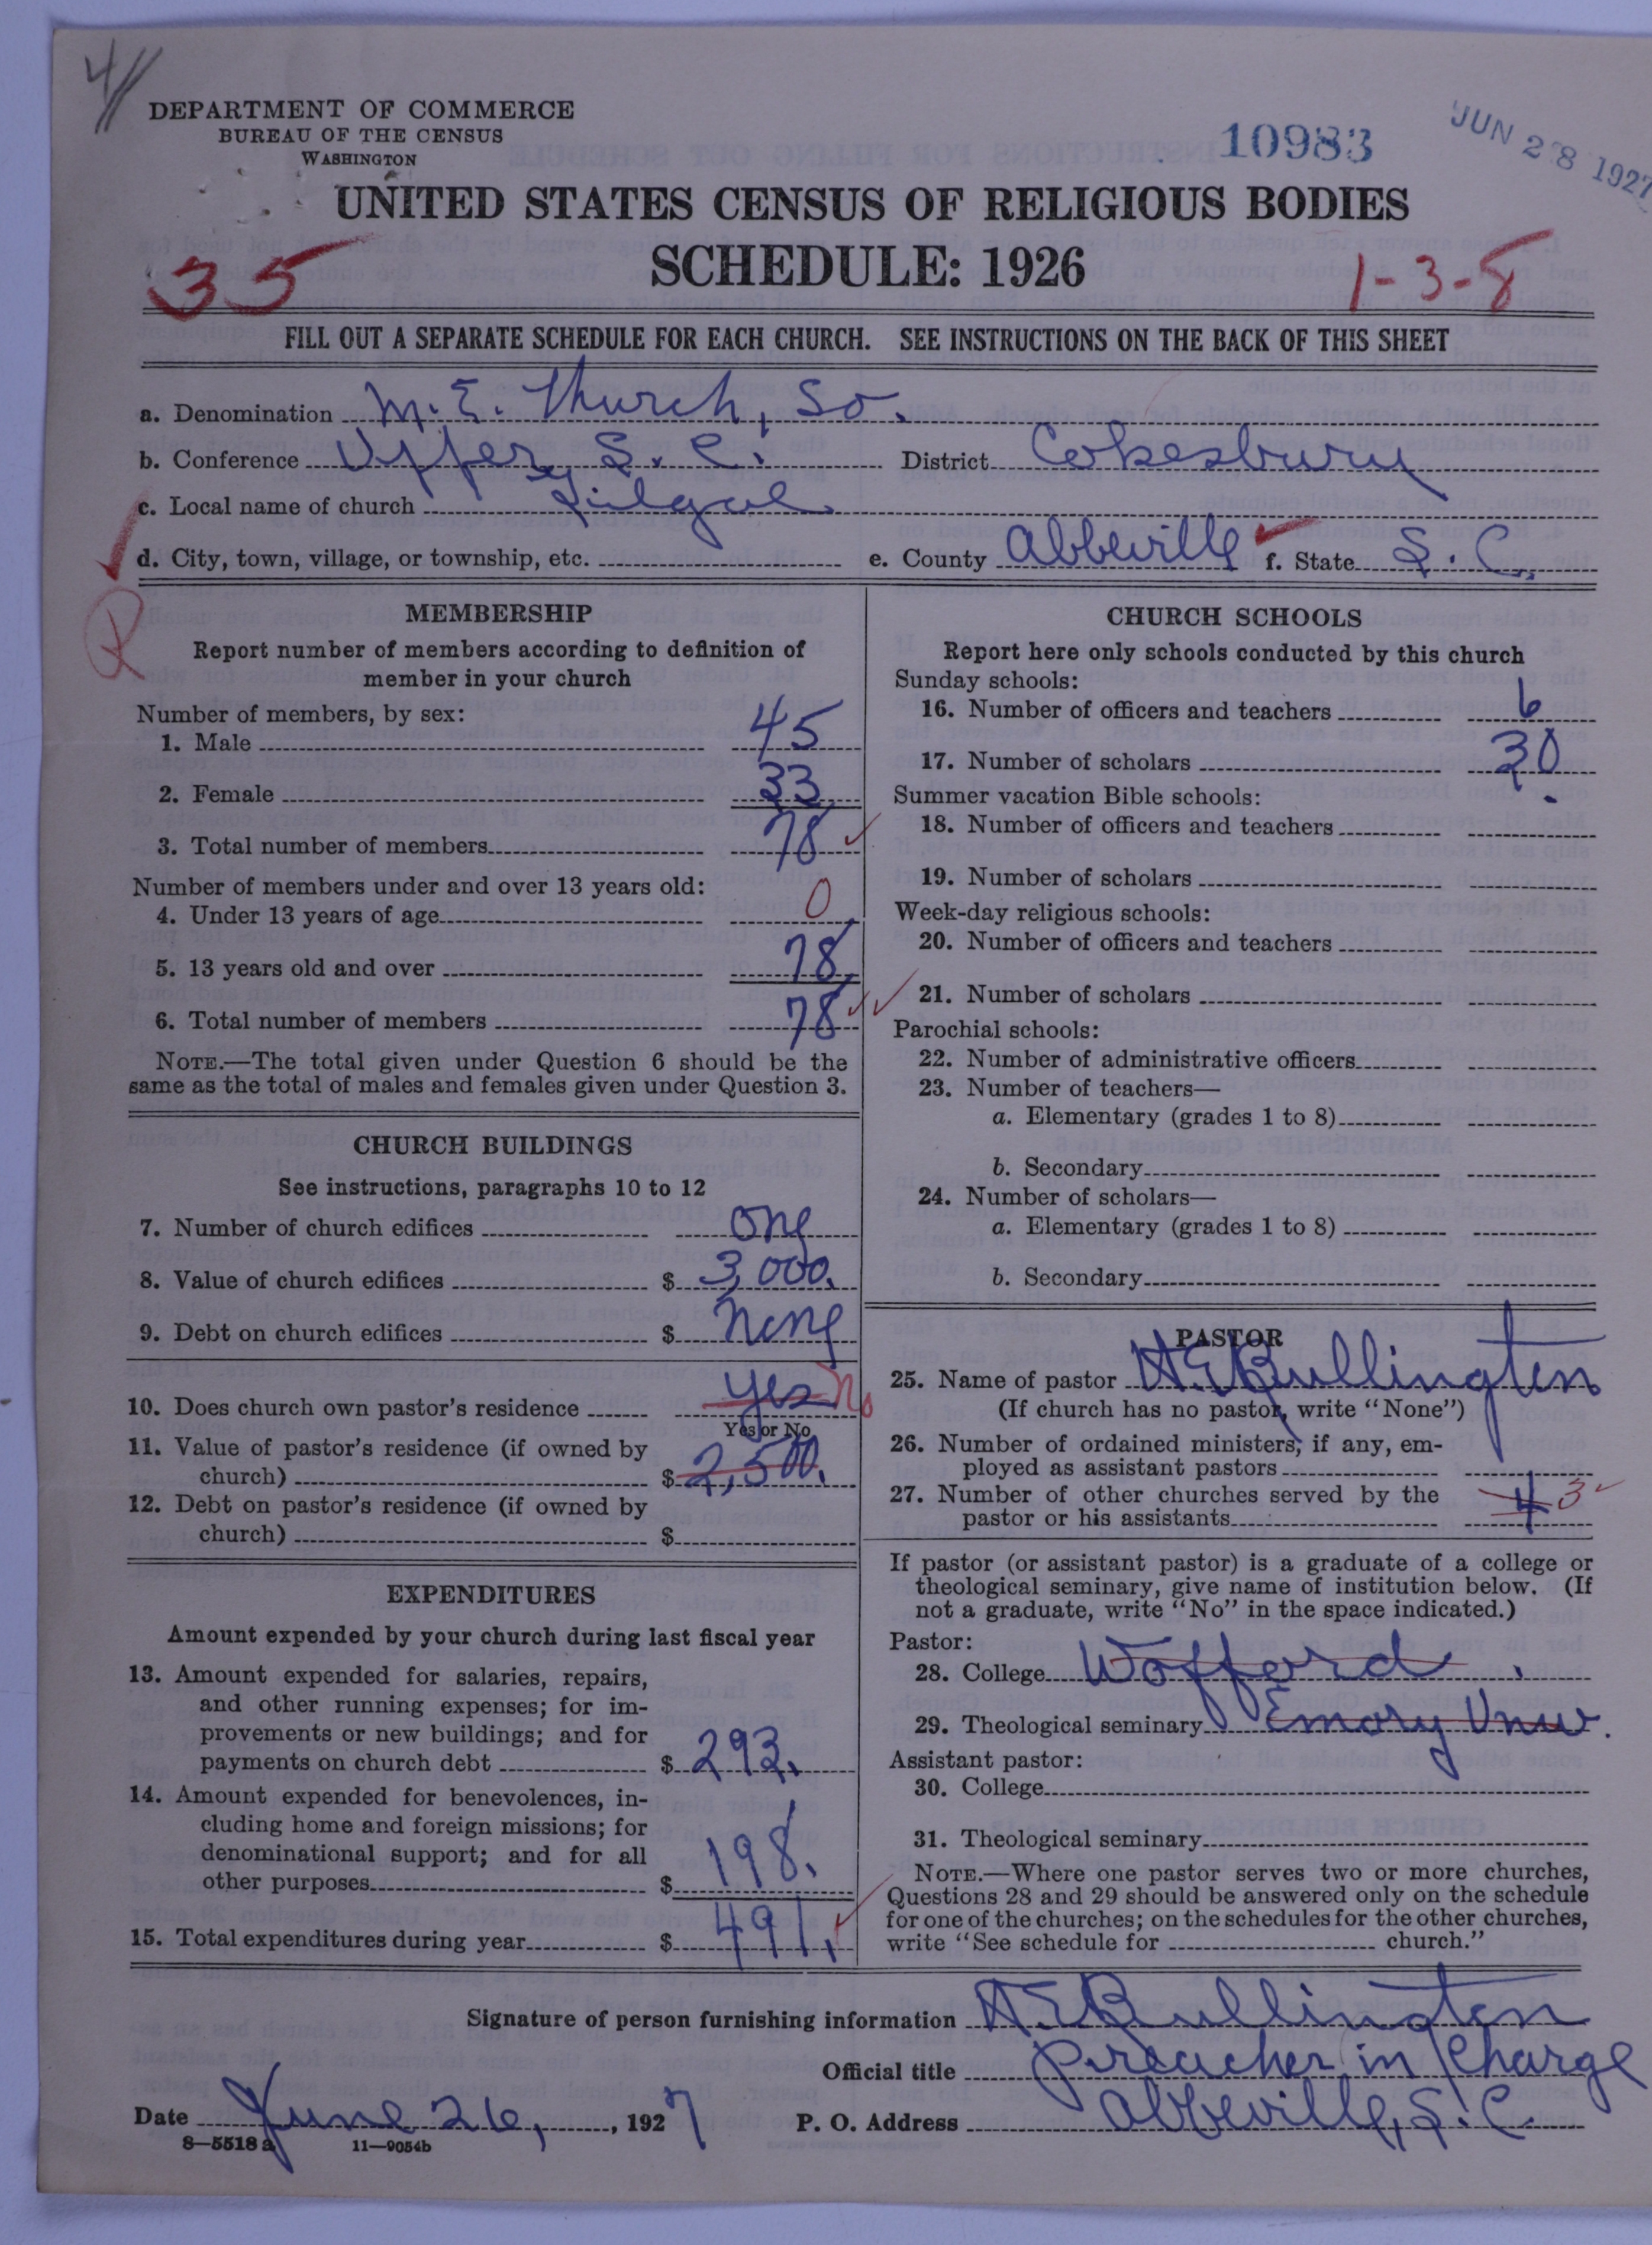 4//
DEPARTMENT OF COMMERCE
BUREAU OF THE CENSUS
WASHINGTON
10983
JUN 28 1927
UNITED STATES CENSUS OF RELIGIOUS BODIES
SCHEDULE: 1926
35
1-3-8
FILL OUT A SEPARATE SCHEDULE FOR EACH CHURCH. SEE INSTRUCTIONS ON THE BACK OF THIS SHEET
a. Denomination M.E. Church, So.
b. Conference Upper, S. C. District Cokesbury
c. Local name of church Gilgal
d. City, town, village, or township, etc. e. County Abbeville f. State S. C.
R
MEMBERSHIP
Report number of members according to definition of
member in your church
Number of members, by sex:
1. Male 45
2. Female 33
3. Total number of members 78
Number of members under and over 13 years old:
4. Under 13 years of age 0
5. 13 years old and over 78
6. Total number of members 78
NOTE.—The total given under Question 6 should be the
same as the total of males and females given under Question 3.
CHURCH BUILDINGS
See instructions, paragraphs 10 to 12
7. Number of church edifices one
8. Value of church edifices $ 3,000.
9. Debt on church edifices $ none
10. Does church own pastor's residence yes No
Yes or No
11. Value of pastor's residence (if owned by
church) $ 2,500.
12. Debt on pastor's residence (if owned by
church) $
EXPENDITURES
Amount expended by your church during last fiscal year
13. Amount expended for salaries, repairs,
and other running expenses; for im-
provements or new buildings; and for
payments on church debt $ 293.
14. Amount expended for benevolences, in-
cluding home and foreign missions; for
denominational support; and for all
other purposes $ 198.
15. Total expenditures during year $ 491.
CHURCH SCHOOLS
Report here only schools conducted by this church
Sunday schools:
16. Number of officers and teachers 6
17. Number of scholars 30
Summer vacation Bible schools:
18. Number of officers and teachers
19. Number of scholars
Week-day religious schools:
20. Number of officers and teachers
21. Number of scholars
Parochial schools:
22. Number of administrative officers
23. Number of teachers—
a. Elementary (grades 1 to 8)
b. Secondary
24. Number of scholars—
a. Elementary (grades 1 to 8)
b. Secondary
PASTOR
25. Name of pastor H.E. Bullington
(If church has no pastor, write "None")
26. Number of ordained ministers, if any, em-
ployed as assistant pastors
27. Number of other churches served by the
pastor or his assistants 4 3
If pastor (or assistant pastor) is a graduate of a college or
theological seminary, give name of institution below. (If
not a graduate, write "No" in the space indicated.)
Pastor:
28. College Wofford
29. Theological seminary Emory Univ.
Assistant pastor:
30. College
31. Theological seminary
NOTE.—Where one pastor serves two or more churches,
Questions 28 and 29 should be answered only on the schedule
for one of the churches; on the schedules for the other churches,
write "See schedule for church."
Signature of person furnishing information H.E. Bullington
Official title Preacher in Charge
Date June 26, 1927 P. O. Address Abbeville, S. C.
8—5518 a 11—9054b